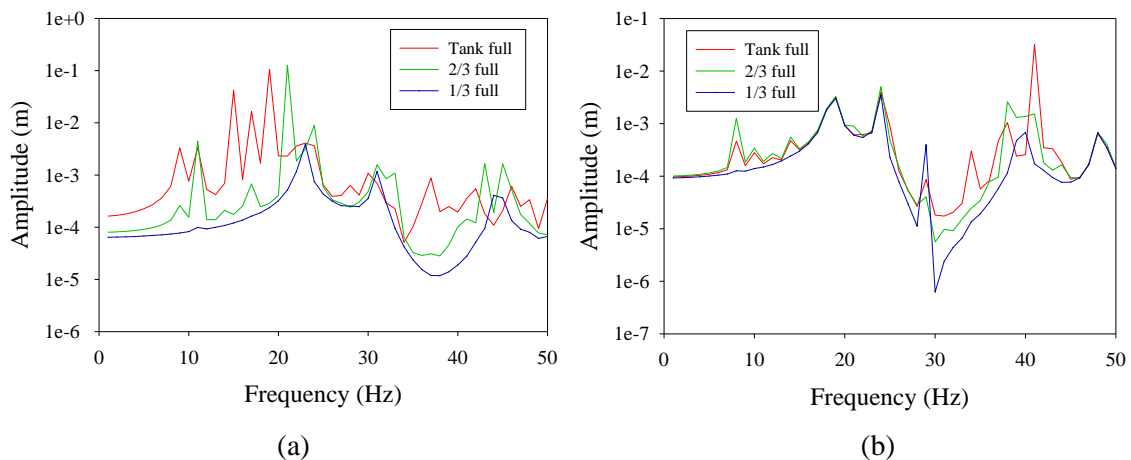 1e+0
1e-1
1e-2
1e-3
1e-4
1e-5
1e-6
Amplitude (m)
Tank full
2/3 full
1/3 full
0 10 20 30 40 50
Frequency (Hz)
(a)
1e-1
1e-2
1e-3
1e-4
1e-5
1e-6
1e-7
Amplitude (m)
Tank full
2/3 full
1/3 full
0 10 20 30 40 50
Frequency (Hz)
(b)